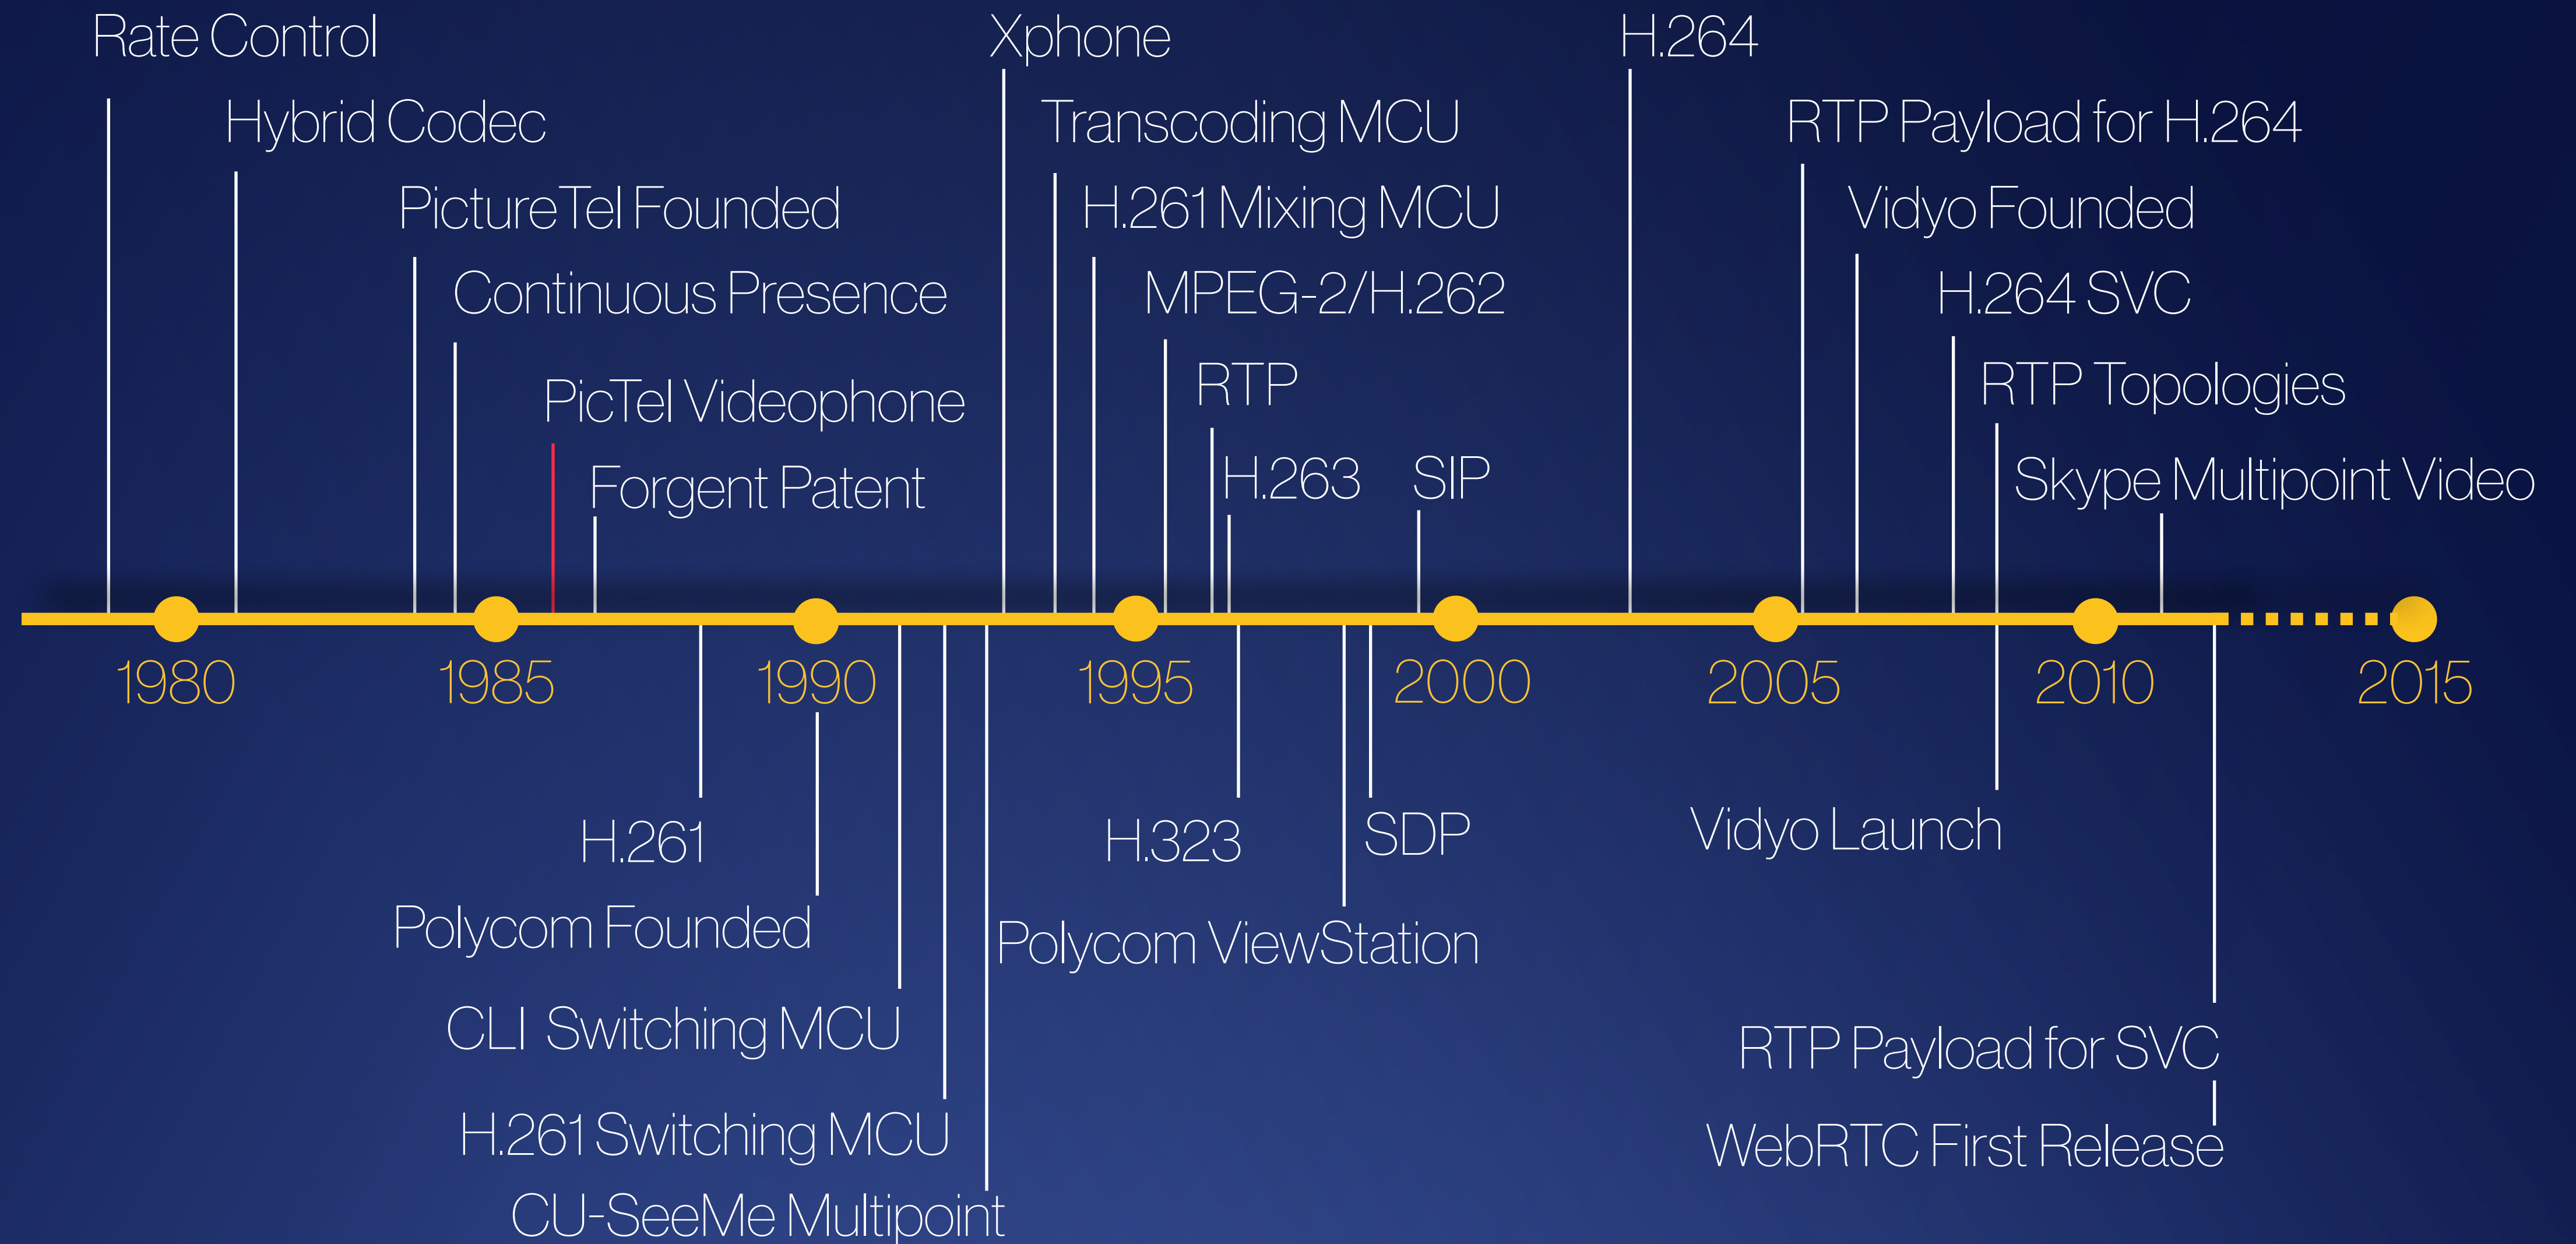 Rate Control
Xphone
H.264
Hybrid Codec
Transcoding MCU
RTP Payload for H.264
PictureTel Founded
H.261 Mixing MCU
Vidyo Founded
Continuous Presence
MPEG-2/H.262
H.264 SVC
PicTel Videophone
RTP
RTP Topologies
Forgent Patent
H.263
SIP
Skype Multipoint Video
1980
1985
1990
1995
2000
2005
2010
2015
H.261
H.323
SDP
Vidyo Launch
Polycom Founded
Polycom ViewStation
CLI Switching MCU
RTP Payload for SVC
H.261 Switching MCU
WebRTC First Release
CU-SeeMe Multipoint